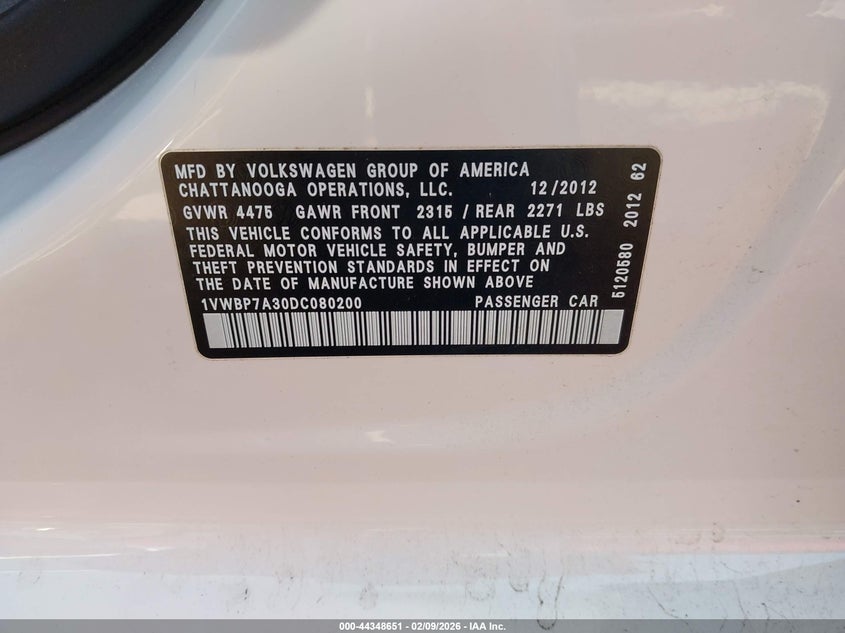 MFD BY VOLKSWAGEN GROUP OF AMERICA
CHATTANOOGA OPERATIONS, LLC. 12/2012
GVWR 4475 GAWR FRONT 2315 / REAR 2271 LBS
THIS VEHICLE CONFORMS TO ALL APPLICABLE U.S.
FEDERAL MOTOR VEHICLE SAFETY, BUMPER AND
THEFT PREVENTION STANDARDS IN EFFECT ON
THE DATE OF MANUFACTURE SHOWN ABOVE
1VWBP7A30DC080200 PASSENGER CAR
5120580 2012 62
000-44348651 - 02/09/2026 - IAA Inc.